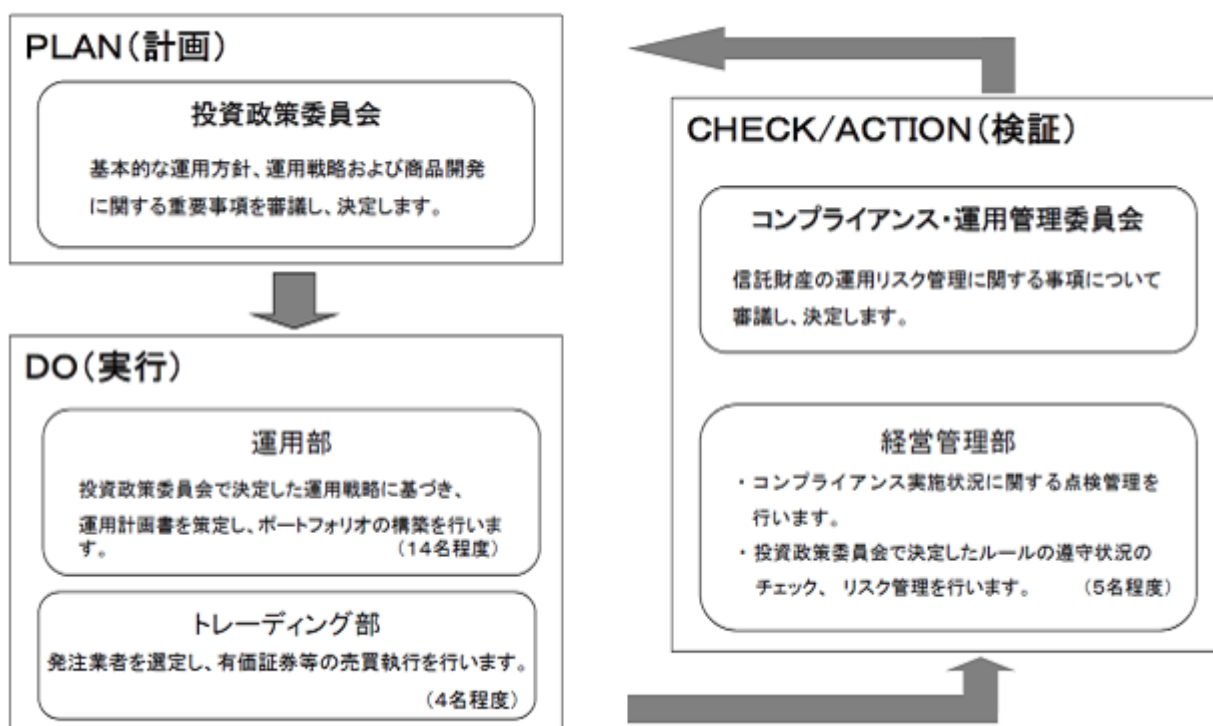 PLAN(計画)
投資政策委員会
基本的な運用方針、運用戦略および商品開発
に関する重要事項を審議し、決定します。
DO(実行)
運用部
投資政策委員会で決定した運用戦略に基づき、
運用計画書を策定し、ポートフォリオの構築を行いま
す。 (14名程度)
トレーディング部
発注業者を選定し、有価証券等の売買執行を行います。
(4名程度)
CHECK/ACTION(検証)
コンプライアンス・運用管理委員会
信託財産の運用リスク管理に関する事項について
審議し、決定します。
経営管理部
・コンプライアンス実施状況に関する点検管理を
行います。
・投資政策委員会で決定したルールの遵守状況の
チェック、 リスク管理を行います。 (5名程度)